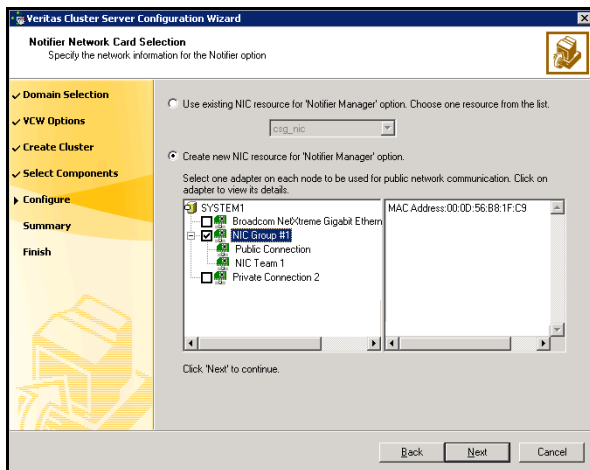 Veritas Cluster Server Configuration Wizard
Notifier Network Card Selection
Specify the network information for the Notifier option
Domain Selection
VCW Options
Create Cluster
Select Components
Configure
Summary
Finish
Use existing NIC resource for 'Notifier Manager' option. Choose one resource from the list.
csg_nic
Create new NIC resource for 'Notifier Manager' option.
Select one adapter on each node to be used for public network communication. Click on
adapter to view its details.
SYSTEM1
Broadcom NetXtreme Gigabit Ethern
NIC Group #1
Public Connection
NIC Team 1
Private Connection 2
MAC Address:00:0D:56:B8:1F:C9
Click 'Next' to continue.
Back
Next
Cancel